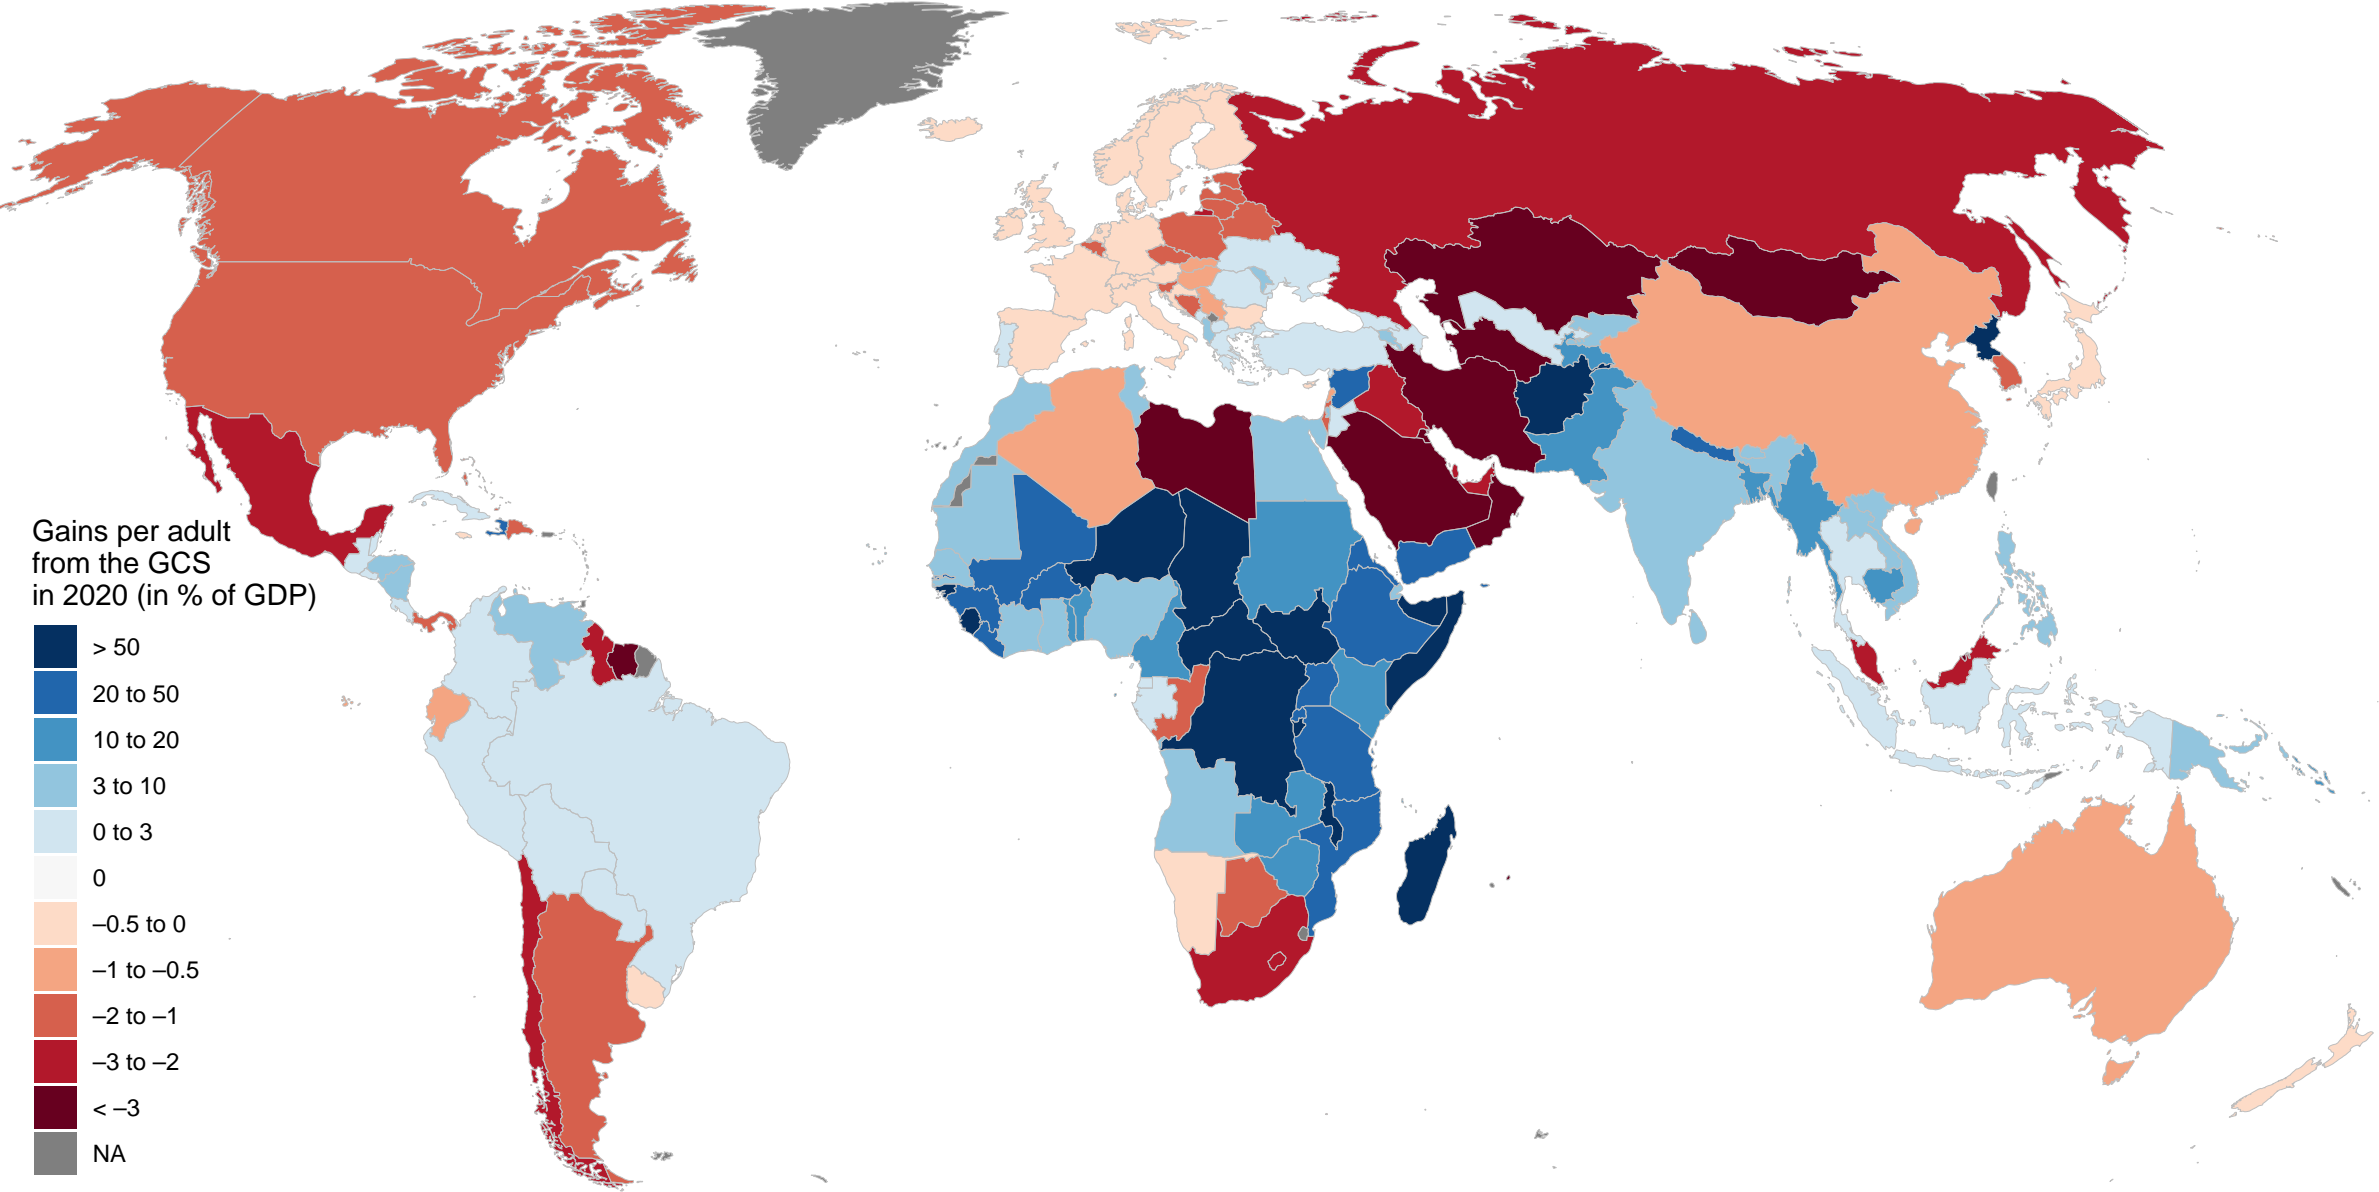 Gains per adult
from the GCS
in 2020 (in % of GDP)
> 50
20 to 50
10 to 20
3 to 10
0 to 3
0
–0.5 to 0
–1 to –0.5
–2 to –1
–3 to –2
< –3
NA